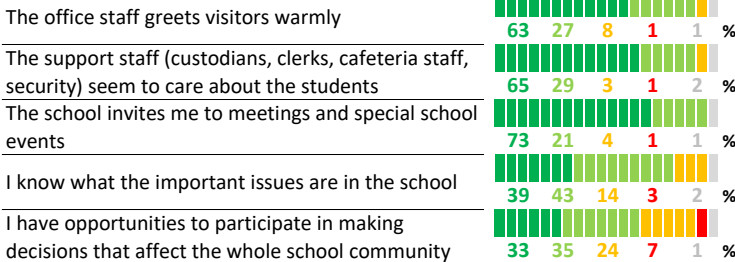 The office staff greets visitors warmly
63 27 8 1 1 %
The support staff (custodians, clerks, cafeteria staff,
security) seem to care about the students
65 29 3 1 2 %
The school invites me to meetings and special school
events
73 21 4 1 1 %
I know what the important issues are in the school
39 43 14 3 2 %
I have opportunities to participate in making
decisions that affect the whole school community
33 35 24 7 1 %